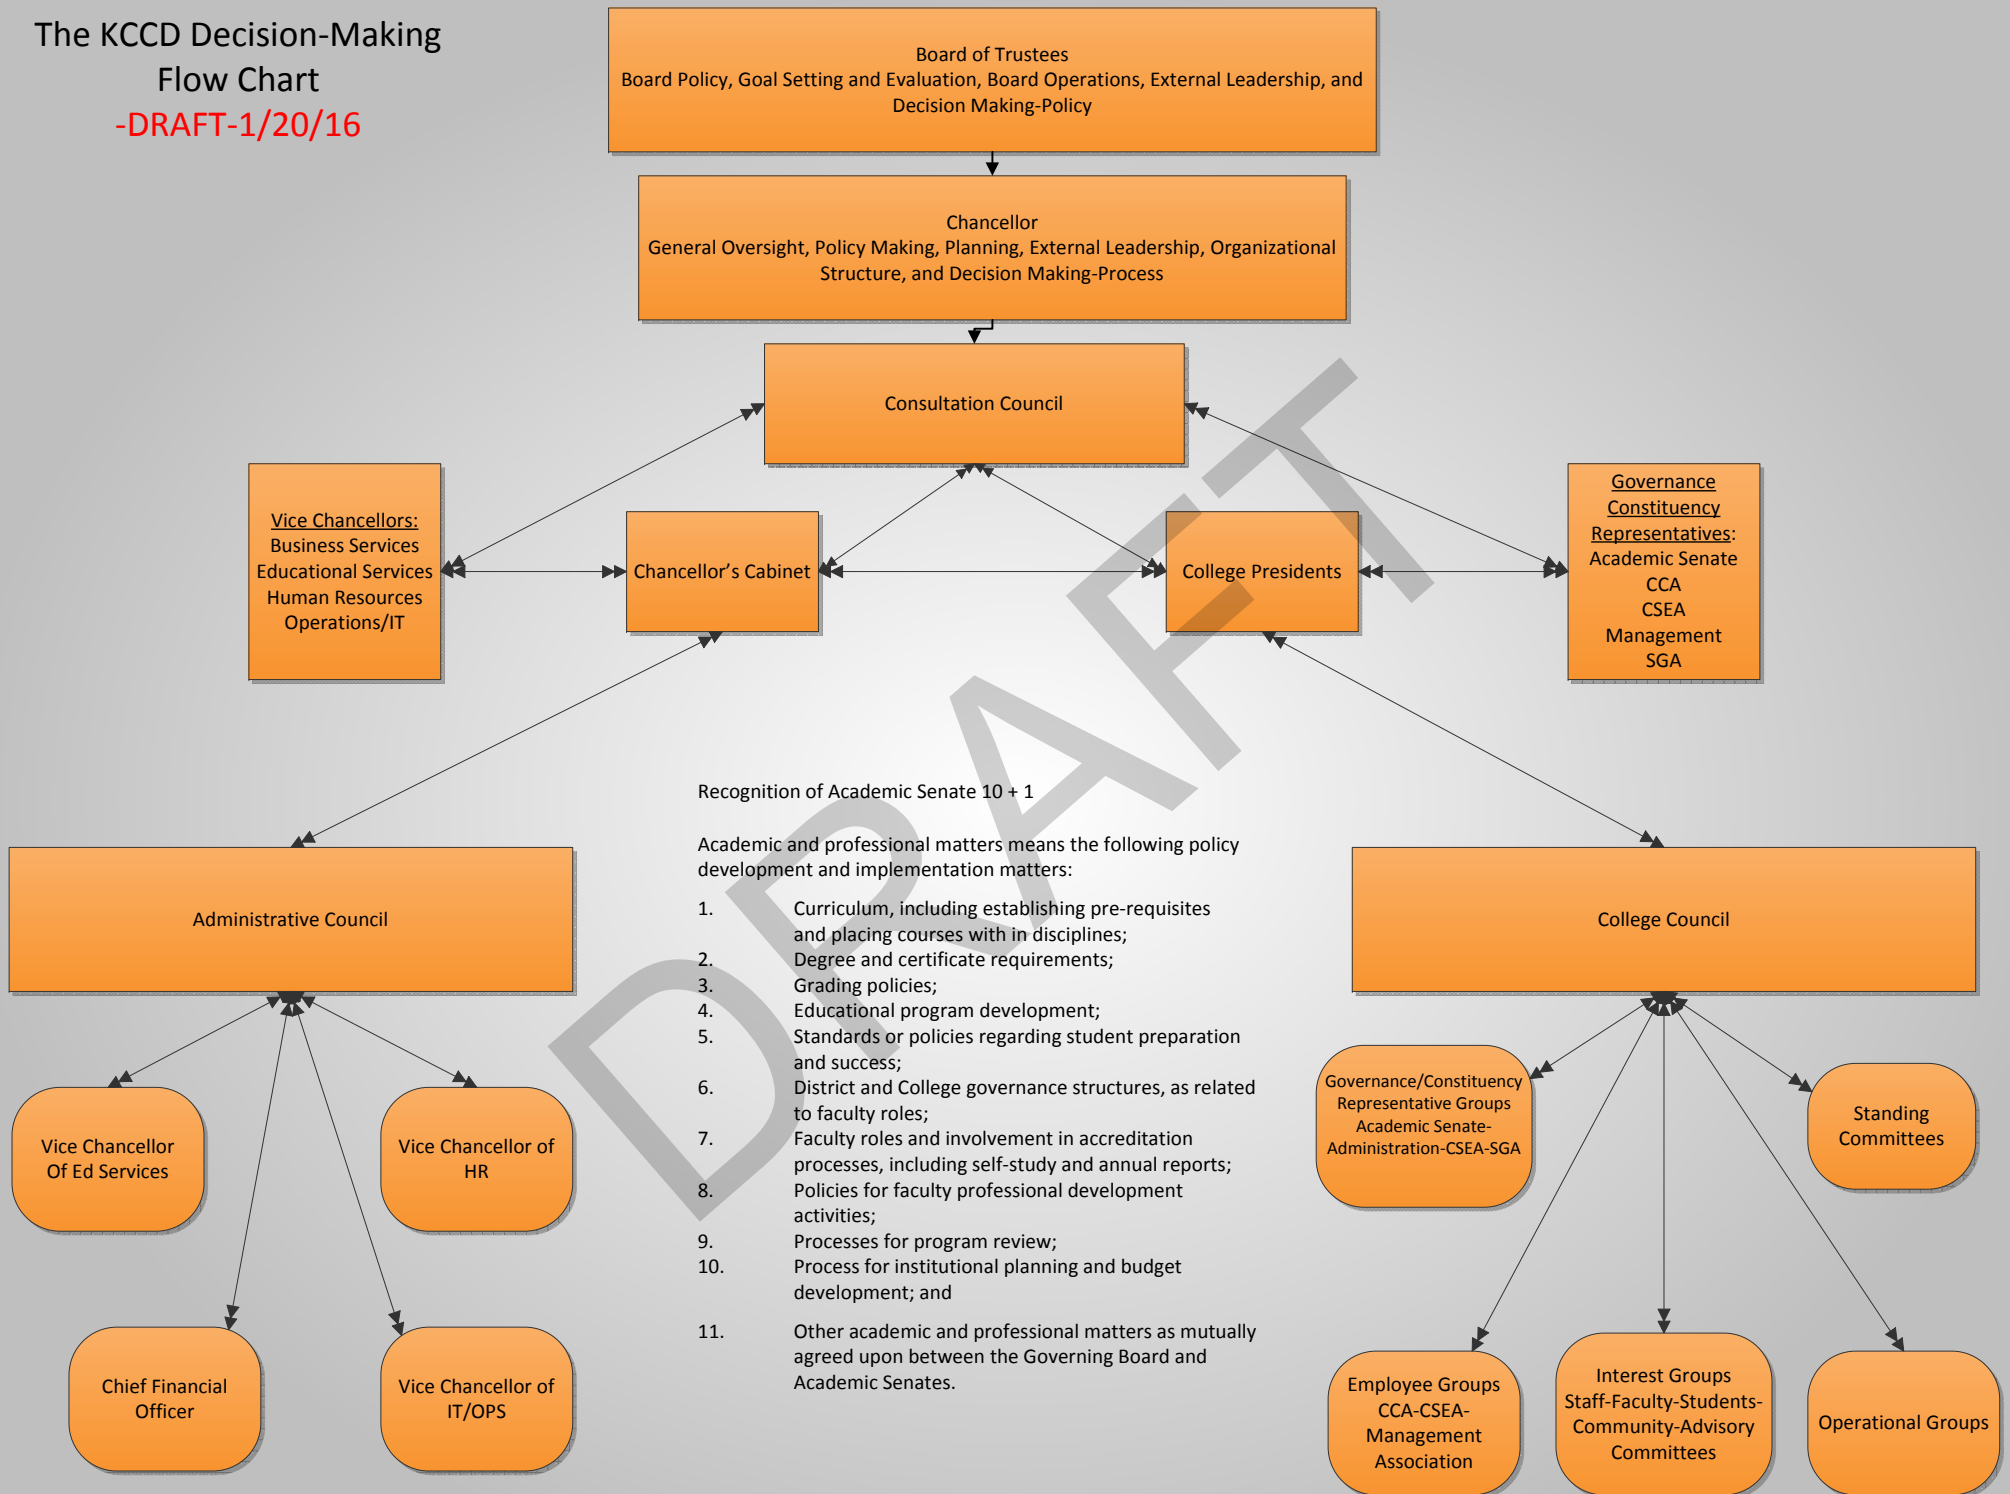 The KCCD Decision-Making
Flow Chart
-DRAFT-1/20/16
Board of Trustees
Board Policy, Goal Setting and Evaluation, Board Operations, External Leadership, and
Decision Making-Policy
Chancellor
General Oversight, Policy Making, Planning, External Leadership, Organizational
Structure, and Decision Making-Process
Consultation Council
Vice Chancellors:
Business Services
Educational Services
Human Resources
Operations/IT
Chancellor’s Cabinet
College Presidents
Governance
Constituency
Representatives:
Academic Senate
CCA
CSEA
Management
SGA
Administrative Council
Recognition of Academic Senate 10 + 1
Academic and professional matters means the following policy
development and implementation matters:
1. Curriculum, including establishing pre-requisites
and placing courses with in disciplines;
2. Degree and certificate requirements;
3. Grading policies;
4. Educational program development;
5. Standards or policies regarding student preparation
and success;
6. District and College governance structures, as related
to faculty roles;
7. Faculty roles and involvement in accreditation
processes, including self-study and annual reports;
8. Policies for faculty professional development
activities;
9. Processes for program review;
10. Process for institutional planning and budget
development; and
11. Other academic and professional matters as mutually
agreed upon between the Governing Board and
Academic Senates.
College Council
Vice Chancellor
Of Ed Services
Vice Chancellor of
HR
Chief Financial
Officer
Vice Chancellor of
IT/OPS
Governance/Constituency
Representative Groups
Academic Senate-
Administration-CSEA-SGA
Standing
Committees
Employee Groups
CCA-CSEA-
Management
Association
Interest Groups
Staff-Faculty-Students-
Community-Advisory
Committees
Operational Groups
DRAFT